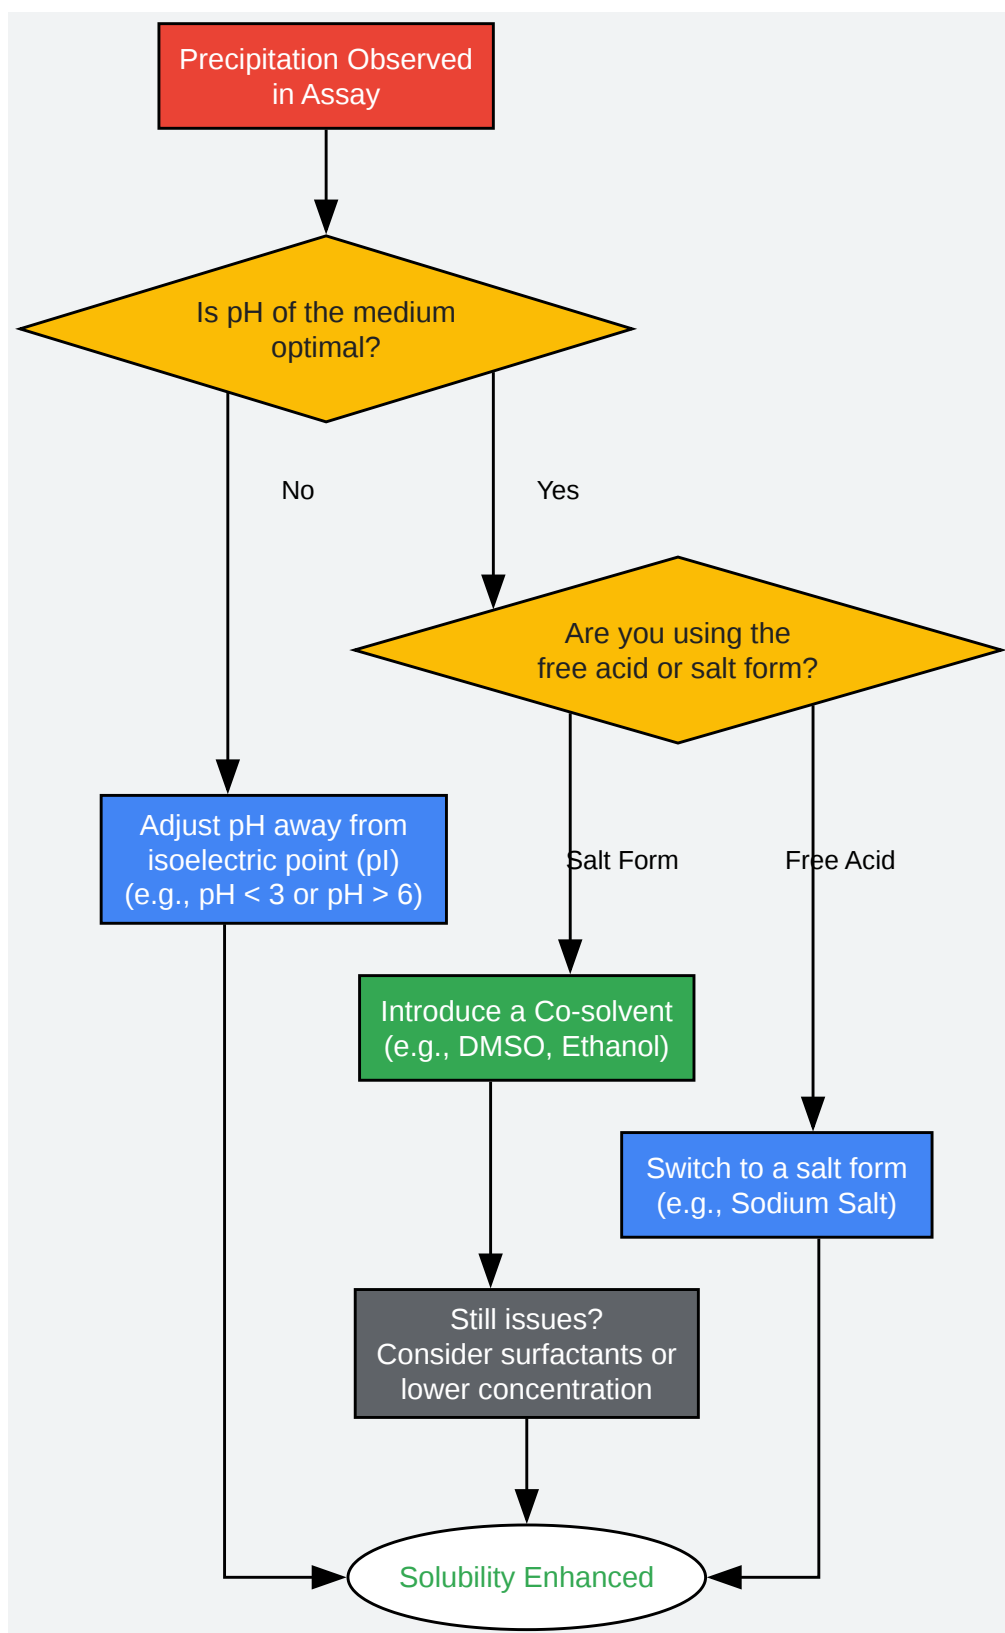 Precipitation Observed
in Assay
Is pH of the medium
optimal?
No
Yes
Are you using the
free acid or salt form?
Adjust pH away from
isoelectric point (pI)
(e.g., pH < 3 or pH > 6)
Salt Form
Free Acid
Introduce a Co-solvent
(e.g., DMSO, Ethanol)
Switch to a salt form
(e.g., Sodium Salt)
Still issues?
Consider surfactants or
lower concentration
Solubility Enhanced